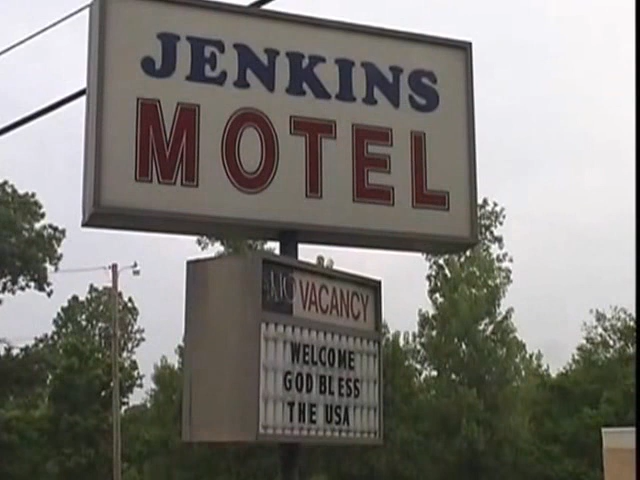 JENKINS
MOTEL
NO VACANCY
WELCOME
GOD BLESS
THE USA